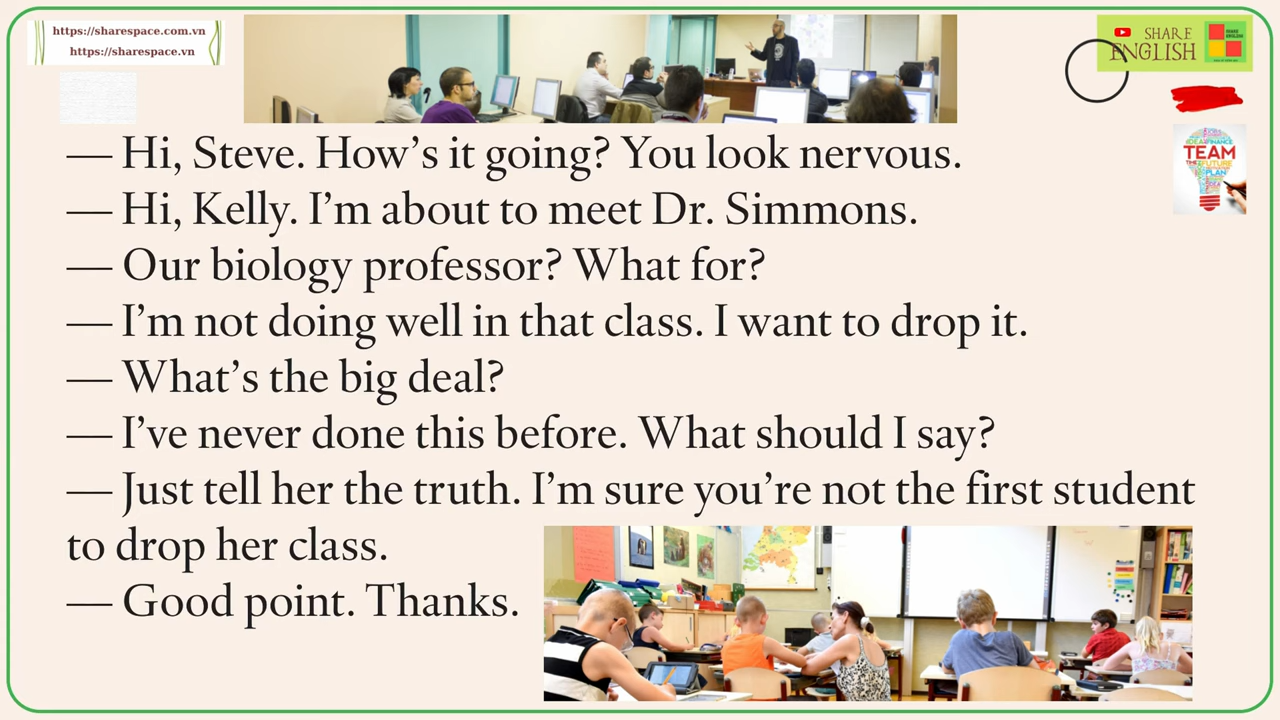 https://sharespace.com.vn
https://sharespace.vn
SHARE
ENGLISH
TEAM
FUTURE
PLAN
— Hi, Steve. How’s it going? You look nervous.
— Hi, Kelly. I’m about to meet Dr. Simmons.
— Our biology professor? What for?
— I’m not doing well in that class. I want to drop it.
— What’s the big deal?
— I’ve never done this before. What should I say?
— Just tell her the truth. I’m sure you’re not the first student
to drop her class.
— Good point. Thanks.